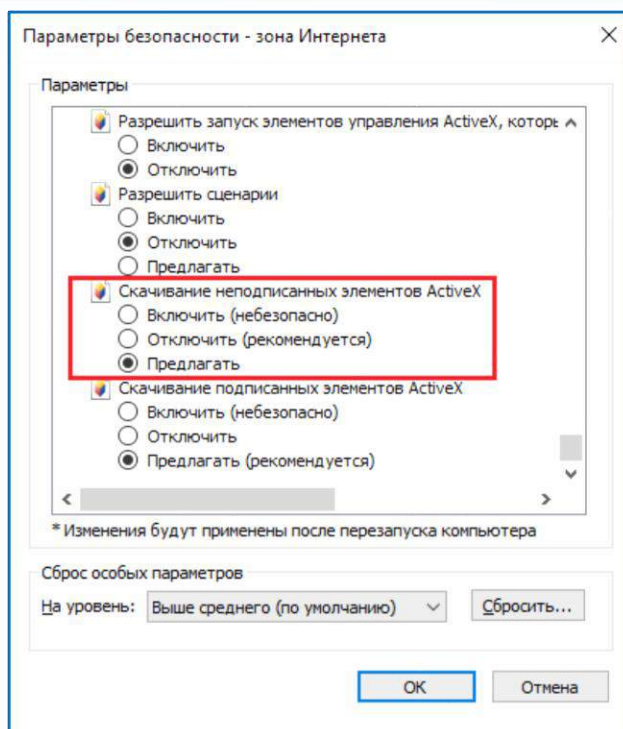 Параметры безопасности - зона Интернета
Параметры
Разрешить запуск элементов управления ActiveX, которь
Включить
Отключить
Разрешить сценарии
Включить
Отключить
Предлагать
Скачивание неподписанных элементов ActiveX
Включить (небезопасно)
Отключить (рекомендуется)
Предлагать
Скачивание подписанных элементов ActiveX
Включить (небезопасно)
Отключить
Предлагать (рекомендуется)
* Изменения будут применены после перезапуска компьютера
Сброс особых параметров
На уровень: Выше среднего (по умолчанию) Сбросить...
OK Отмена